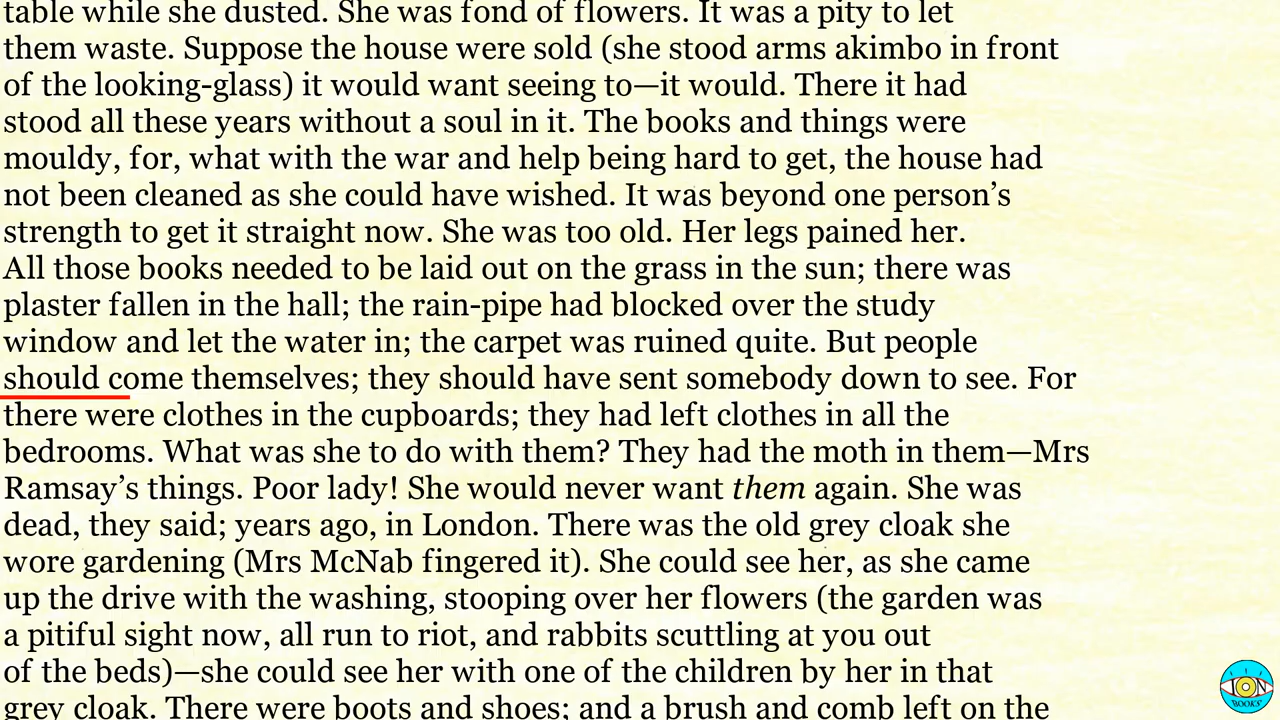 table while she dusted. She was fond of flowers. It was a pity to let
them waste. Suppose the house were sold (she stood arms akimbo in front
of the looking-glass) it would want seeing to—it would. There it had
stood all these years without a soul in it. The books and things were
mouldy, for, what with the war and help being hard to get, the house had
not been cleaned as she could have wished. It was beyond one person’s
strength to get it straight now. She was too old. Her legs pained her.
All those books needed to be laid out on the grass in the sun; there was
plaster fallen in the hall; the rain-pipe had blocked over the study
window and let the water in; the carpet was ruined quite. But people
should come themselves; they should have sent somebody down to see. For
there were clothes in the cupboards; they had left clothes in all the
bedrooms. What was she to do with them? They had the moth in them—Mrs
Ramsay’s things. Poor lady! She would never want them again. She was
dead, they said; years ago, in London. There was the old grey cloak she
wore gardening (Mrs McNab fingered it). She could see her, as she came
up the drive with the washing, stooping over her flowers (the garden was
a pitiful sight now, all run to riot, and rabbits scuttling at you out
of the beds)—she could see her with one of the children by her in that
grey cloak. There were boots and shoes; and a brush and comb left on the
ION
BOOKS